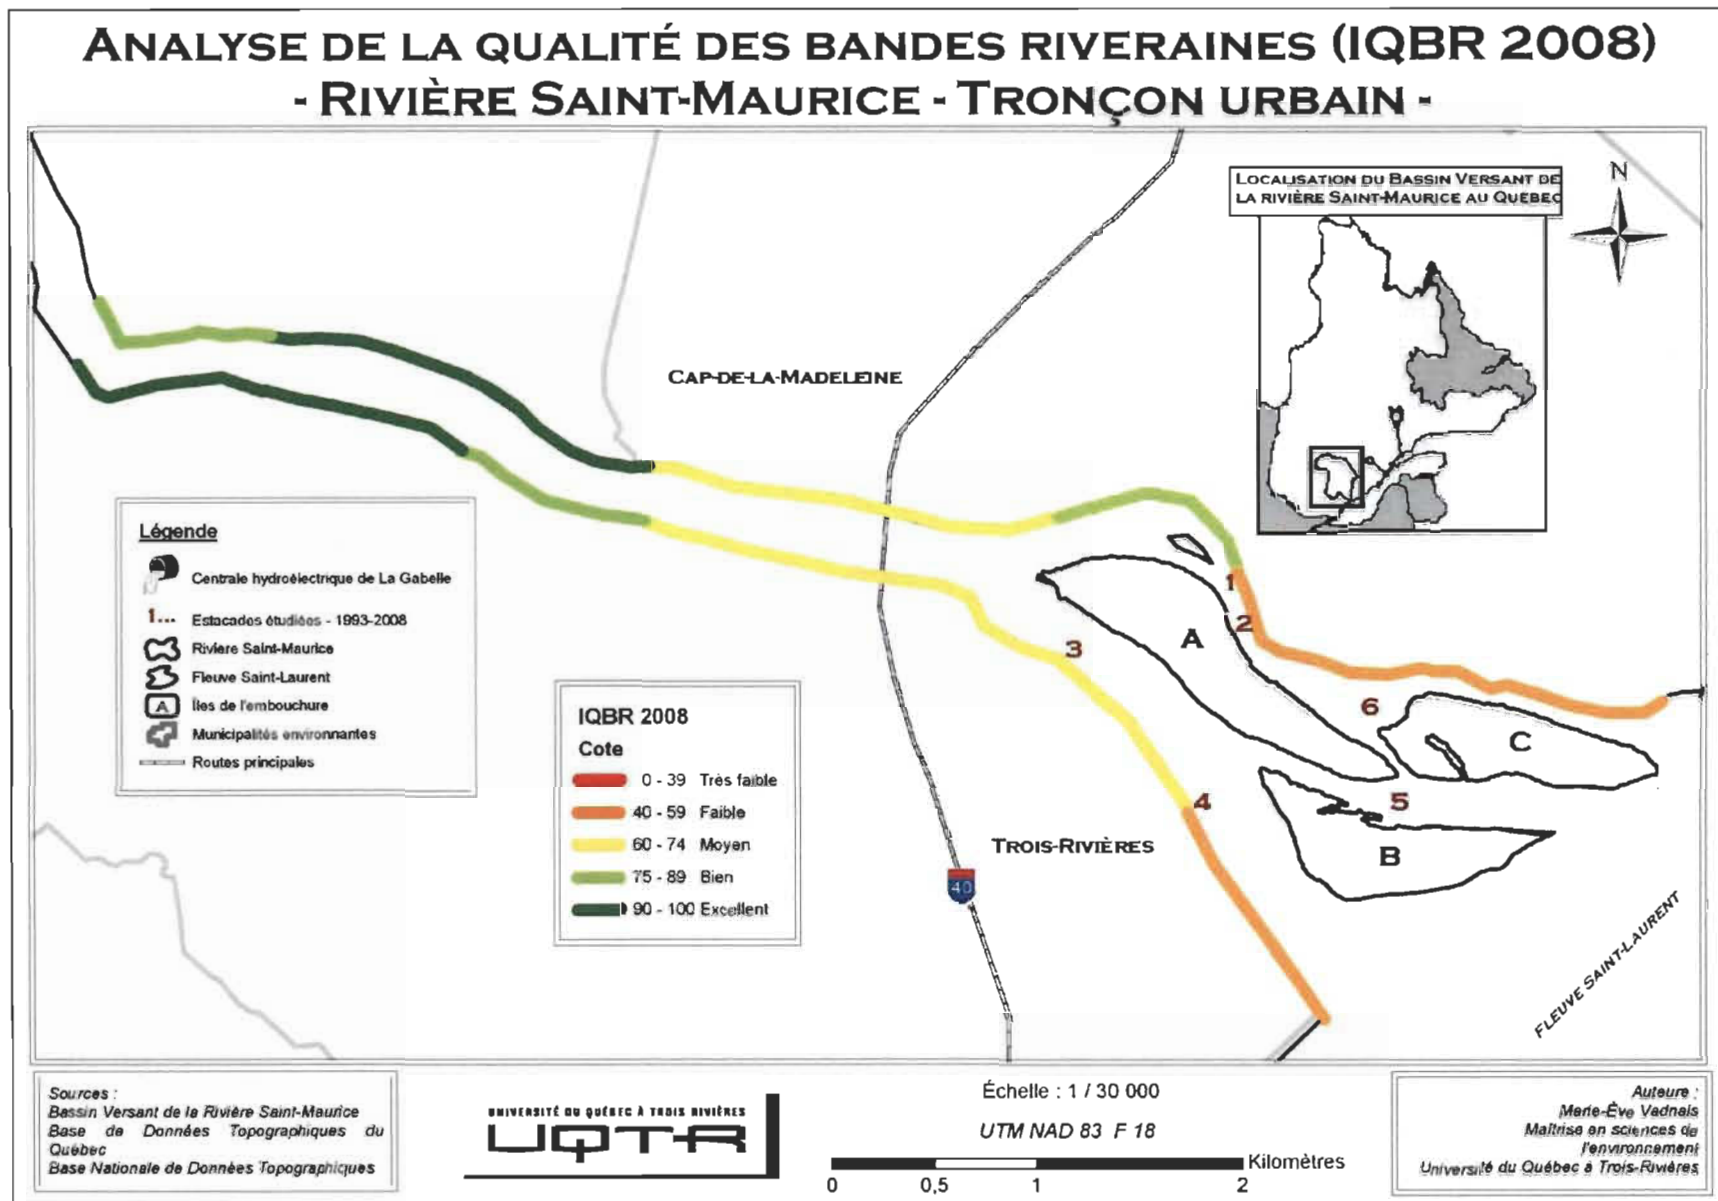 ANALYSE DE LA QUALITÉ DES BANDES RIVERAINES (IQBR 2008)
- RIVIÈRE SAINT-MAURICE - TRONÇON URBAIN -
LOCALISATION DU BASSIN VERSANT DE
LA RIVIÈRE SAINT-MAURICE AU QUÉBEC
N
CAP-DE-LA-MADELEINE
Légende
Centrale hydroélectrique de La Gabelle
1... Estacades étudiées - 1993-2008
Rivière Saint-Maurice
Fleuve Saint-Laurent
A Îles de l'embouchure
Municipalités environnantes
Routes principales
IQBR 2008
Cote
0 - 39 Très faible
40 - 59 Faible
60 - 74 Moyen
75 - 89 Bien
90 - 100 Excellent
1
2
A
3
6
C
4
5
B
TROIS-RIVIÈRES
40
FLEUVE SAINT-LAURENT
Sources :
Bassin Versant de la Rivière Saint-Maurice
Base de Données Topographiques du
Québec
Base Nationale de Données Topographiques
UNIVERSITÉ DU QUÉBEC À TROIS RIVIÈRES
UQTR
Échelle : 1 / 30 000
UTM NAD 83 F 18
Kilomètres
0 0,5 1 2
Auteure :
Marie-Ève Vadnais
Maîtrise en sciences de
l'environnement
Université du Québec à Trois-Rivières